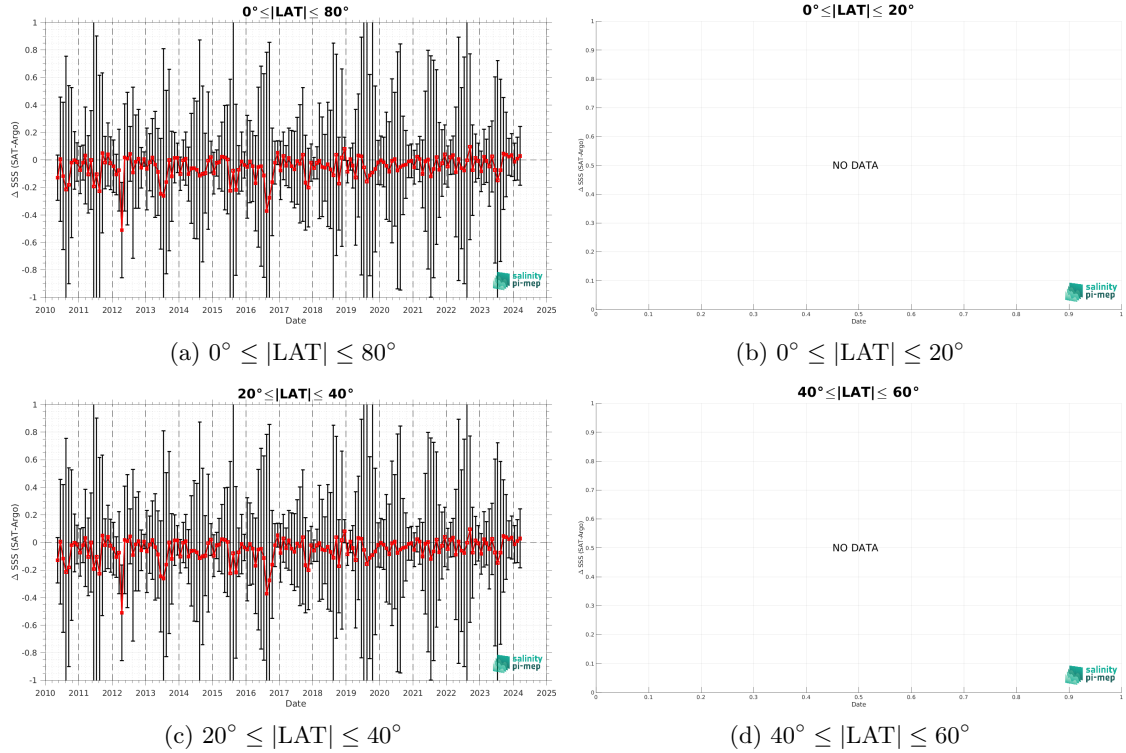 0°≤|LAT|≤ 80°
1
0.8
0.6
0.4
0.2
0
-0.2
-0.4
-0.6
-0.8
-1
Δ SSS (SAT-Argo)
2010 2011 2012 2013 2014 2015 2016 2017 2018 2019 2020 2021 2022 2023 2024 2025
Date
salinity
pi-mep
(a) 0° ≤ |LAT| ≤ 80°
0°≤|LAT|≤ 20°
1
0.9
0.8
0.7
0.6
0.5
0.4
0.3
0.2
0.1
0
Δ SSS (SAT-Argo)
NO DATA
0 0.1 0.2 0.3 0.4 0.5 0.6 0.7 0.8 0.9 1
Date
salinity
pi-mep
(b) 0° ≤ |LAT| ≤ 20°
20°≤|LAT|≤ 40°
1
0.8
0.6
0.4
0.2
0
-0.2
-0.4
-0.6
-0.8
-1
Δ SSS (SAT-Argo)
2010 2011 2012 2013 2014 2015 2016 2017 2018 2019 2020 2021 2022 2023 2024 2025
Date
salinity
pi-mep
(c) 20° ≤ |LAT| ≤ 40°
40°≤|LAT|≤ 60°
1
0.9
0.8
0.7
0.6
0.5
0.4
0.3
0.2
0.1
0
Δ SSS (SAT-Argo)
NO DATA
0 0.1 0.2 0.3 0.4 0.5 0.6 0.7 0.8 0.9 1
Date
salinity
pi-mep
(d) 40° ≤ |LAT| ≤ 60°